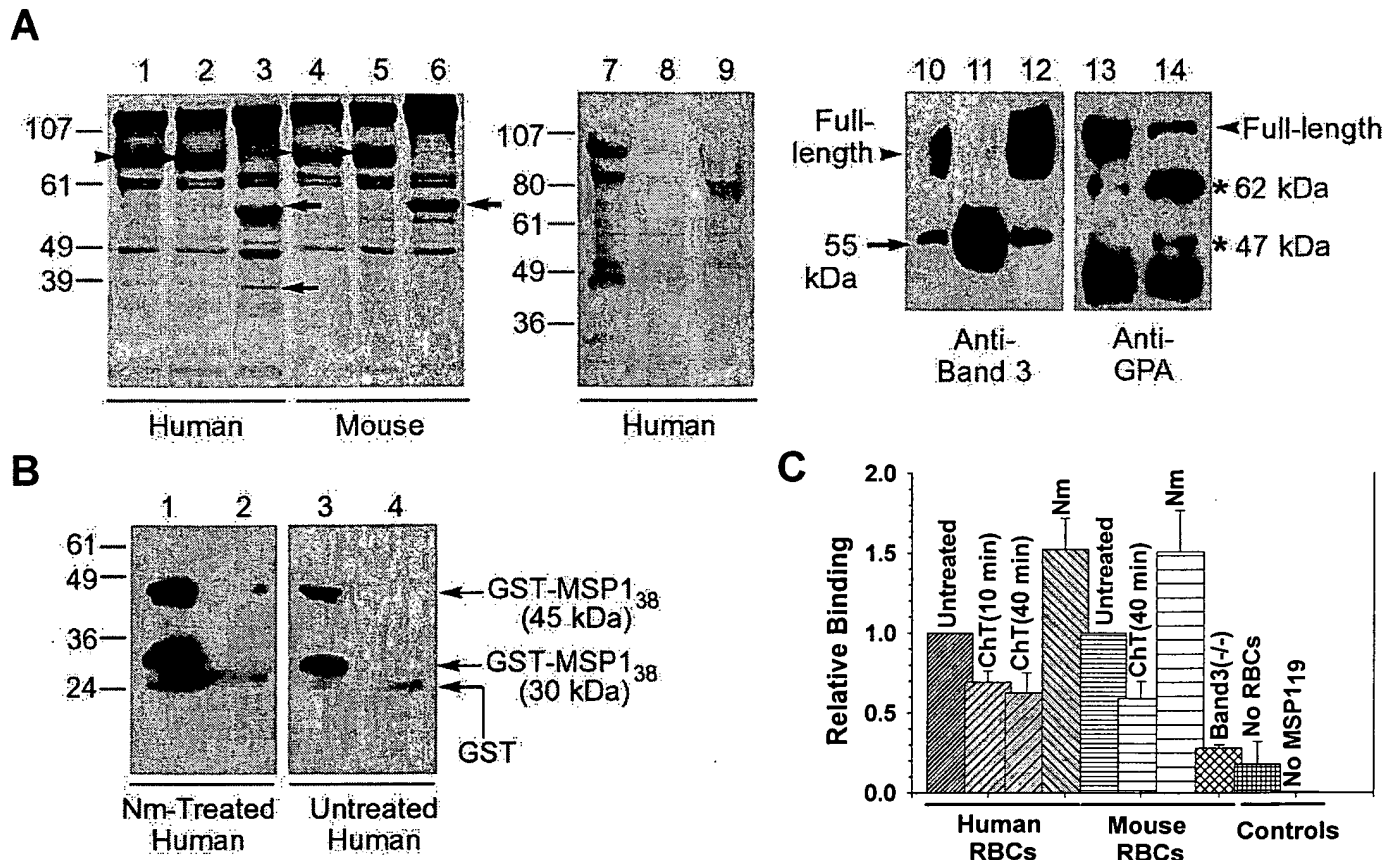 A
1 2 3 4 5 6
107
61
49
39
Human
Mouse
7 8 9
107
80
61
49
36
Human
10 11 12 13 14
Full-
length
55
kDa
Full-length
* 62 kDa
* 47 kDa
Anti-
Band 3
Anti-
GPA
B
1 2 3 4
61
49
36
24
GST-MSP1₃₈
(45 kDa)
GST-MSP1₃₈
(30 kDa)
GST
Nm-Treated
Human
Untreated
Human
C
Relative Binding
2.0
1.5
1.0
0.5
0.0
Untreated
ChT(10 min)
ChT(40 min)
Nm
Untreated
ChT(40 min)
Nm
Band3(-/-)
No RBCs
No MSP119
Human
RBCs
Mouse
RBCs
Controls